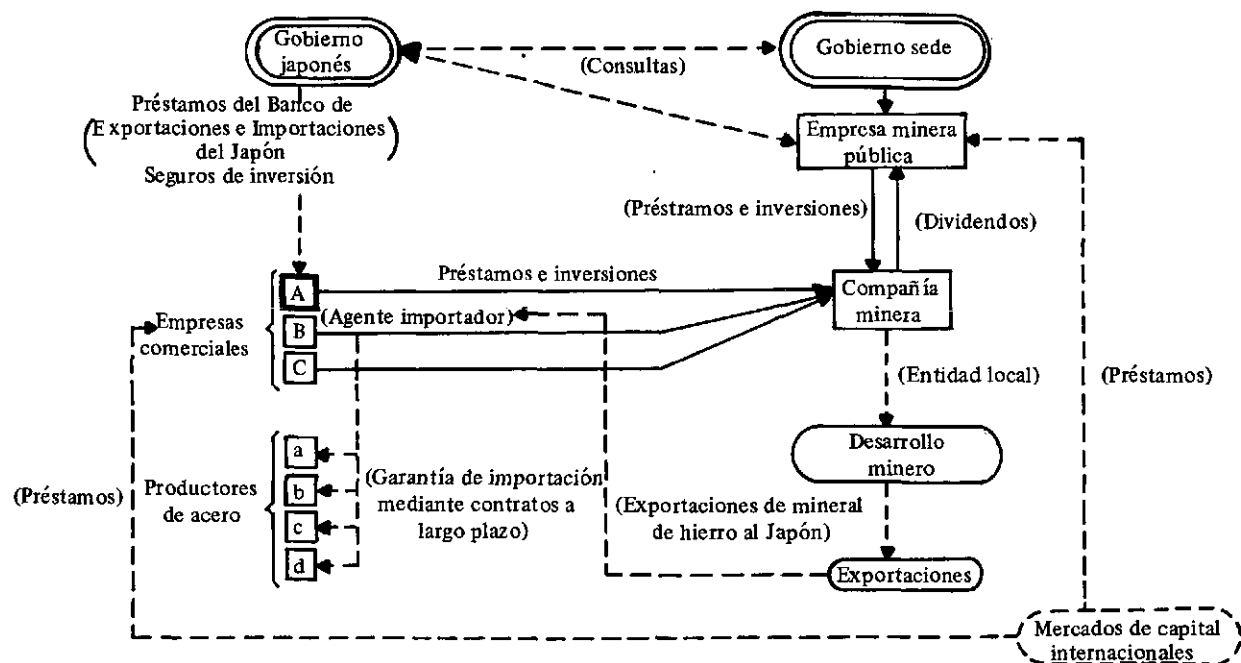 Gobierno
japonés
Gobierno sede
(Consultas)
Préstamos del Banco de
(Exportaciones e Importaciones)
del Japón
Seguros de inversión
Empresa minera
pública
(Préstramos e inversiones)
(Dividendos)
Préstamos e inversiones
A
(Agente importador)
Empresas
comerciales
B
C
Compañía
minera
(Entidad local)
(Préstamos)
Desarrollo
minero
a
b
c
d
(Préstamos)
Productores
de acero
(Garantía de importación
mediante contratos a
largo plazo)
(Exportaciones de mineral
de hierro al Japón)
Exportaciones
Mercados de capital
internacionales